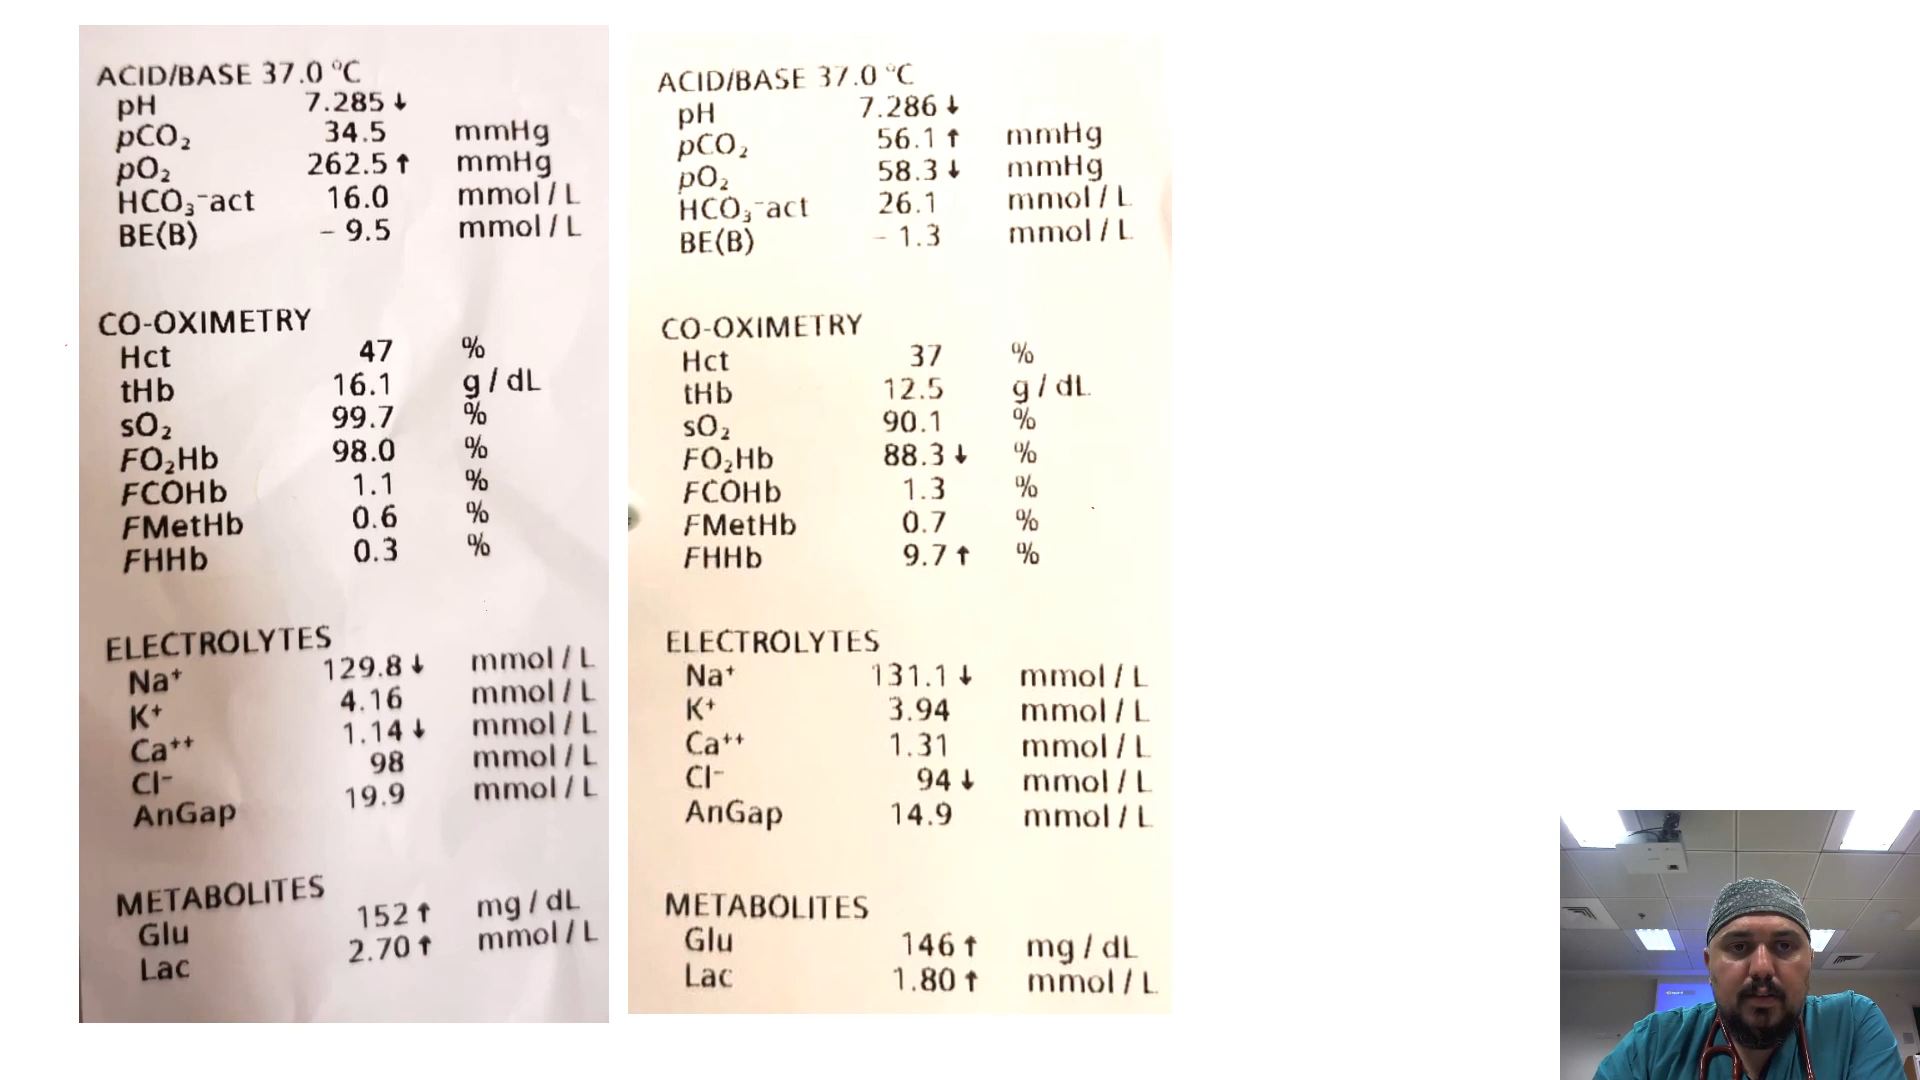 ACID/BASE 37.0 °C
pH 7.285 ↓
pCO₂ 34.5 mmHg
pO₂ 262.5 ↑ mmHg
HCO₃⁻act 16.0 mmol / L
BE(B) – 9.5 mmol / L
CO-OXIMETRY
Hct 47 %
tHb 16.1 g / dL
sO₂ 99.7 %
FO₂Hb 98.0 %
FCOHb 1.1 %
FMetHb 0.6 %
FHHb 0.3 %
ELECTROLYTES
Na⁺ 129.8 ↓ mmol / L
K⁺ 4.16 mmol / L
Ca⁺⁺ 1.14 ↓ mmol / L
Cl⁻ 98 mmol / L
AnGap 19.9 mmol / L
METABOLITES
Glu 152 ↑ mg / dL
Lac 2.70 ↑ mmol / L
ACID/BASE 37.0 °C
pH 7.286 ↓
pCO₂ 56.1 ↑ mmHg
pO₂ 58.3 ↓ mmHg
HCO₃⁻act 26.1 mmol / L
BE(B) – 1.3 mmol / L
CO-OXIMETRY
Hct 37 %
tHb 12.5 g / dL
sO₂ 90.1 %
FO₂Hb 88.3 ↓ %
FCOHb 1.3 %
FMetHb 0.7 %
FHHb 9.7 ↑ %
ELECTROLYTES
Na⁺ 131.1 ↓ mmol / L
K⁺ 3.94 mmol / L
Ca⁺⁺ 1.31 mmol / L
Cl⁻ 94 ↓ mmol / L
AnGap 14.9 mmol / L
METABOLITES
Glu 146 ↑ mg / dL
Lac 1.80 ↑ mmol / L